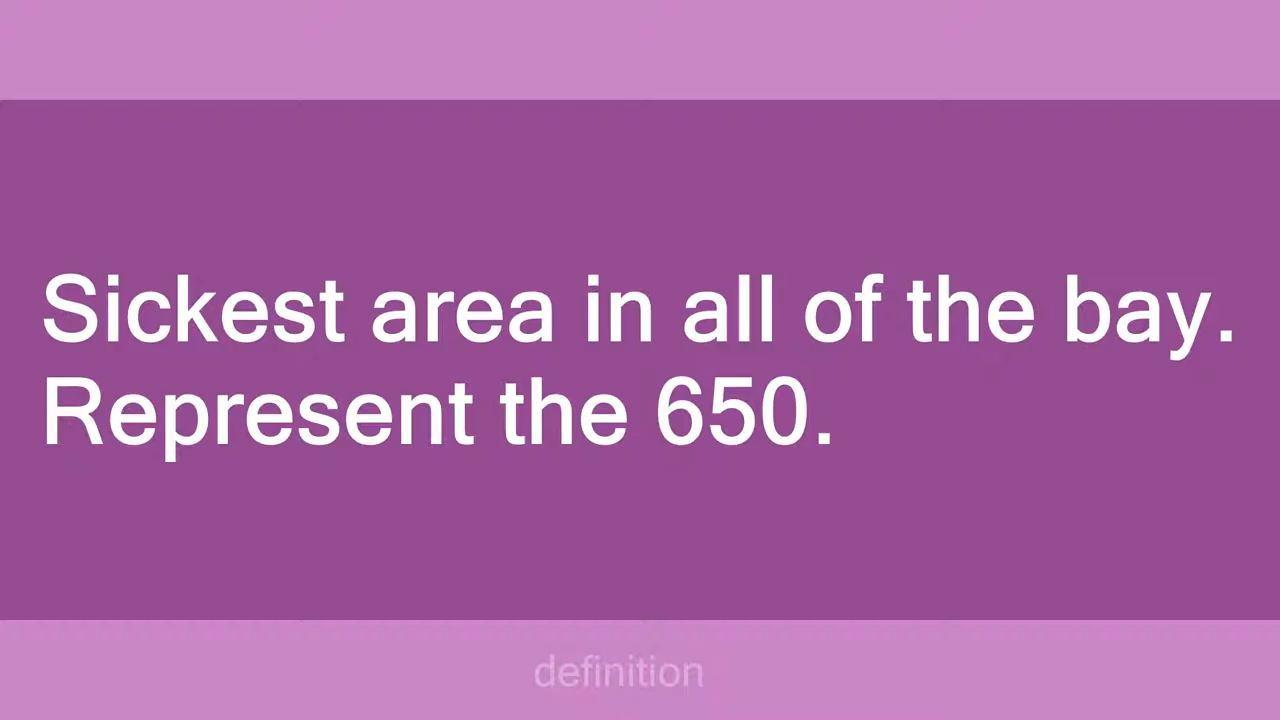 Sickest area in all of the bay.
Represent the 650.
definition